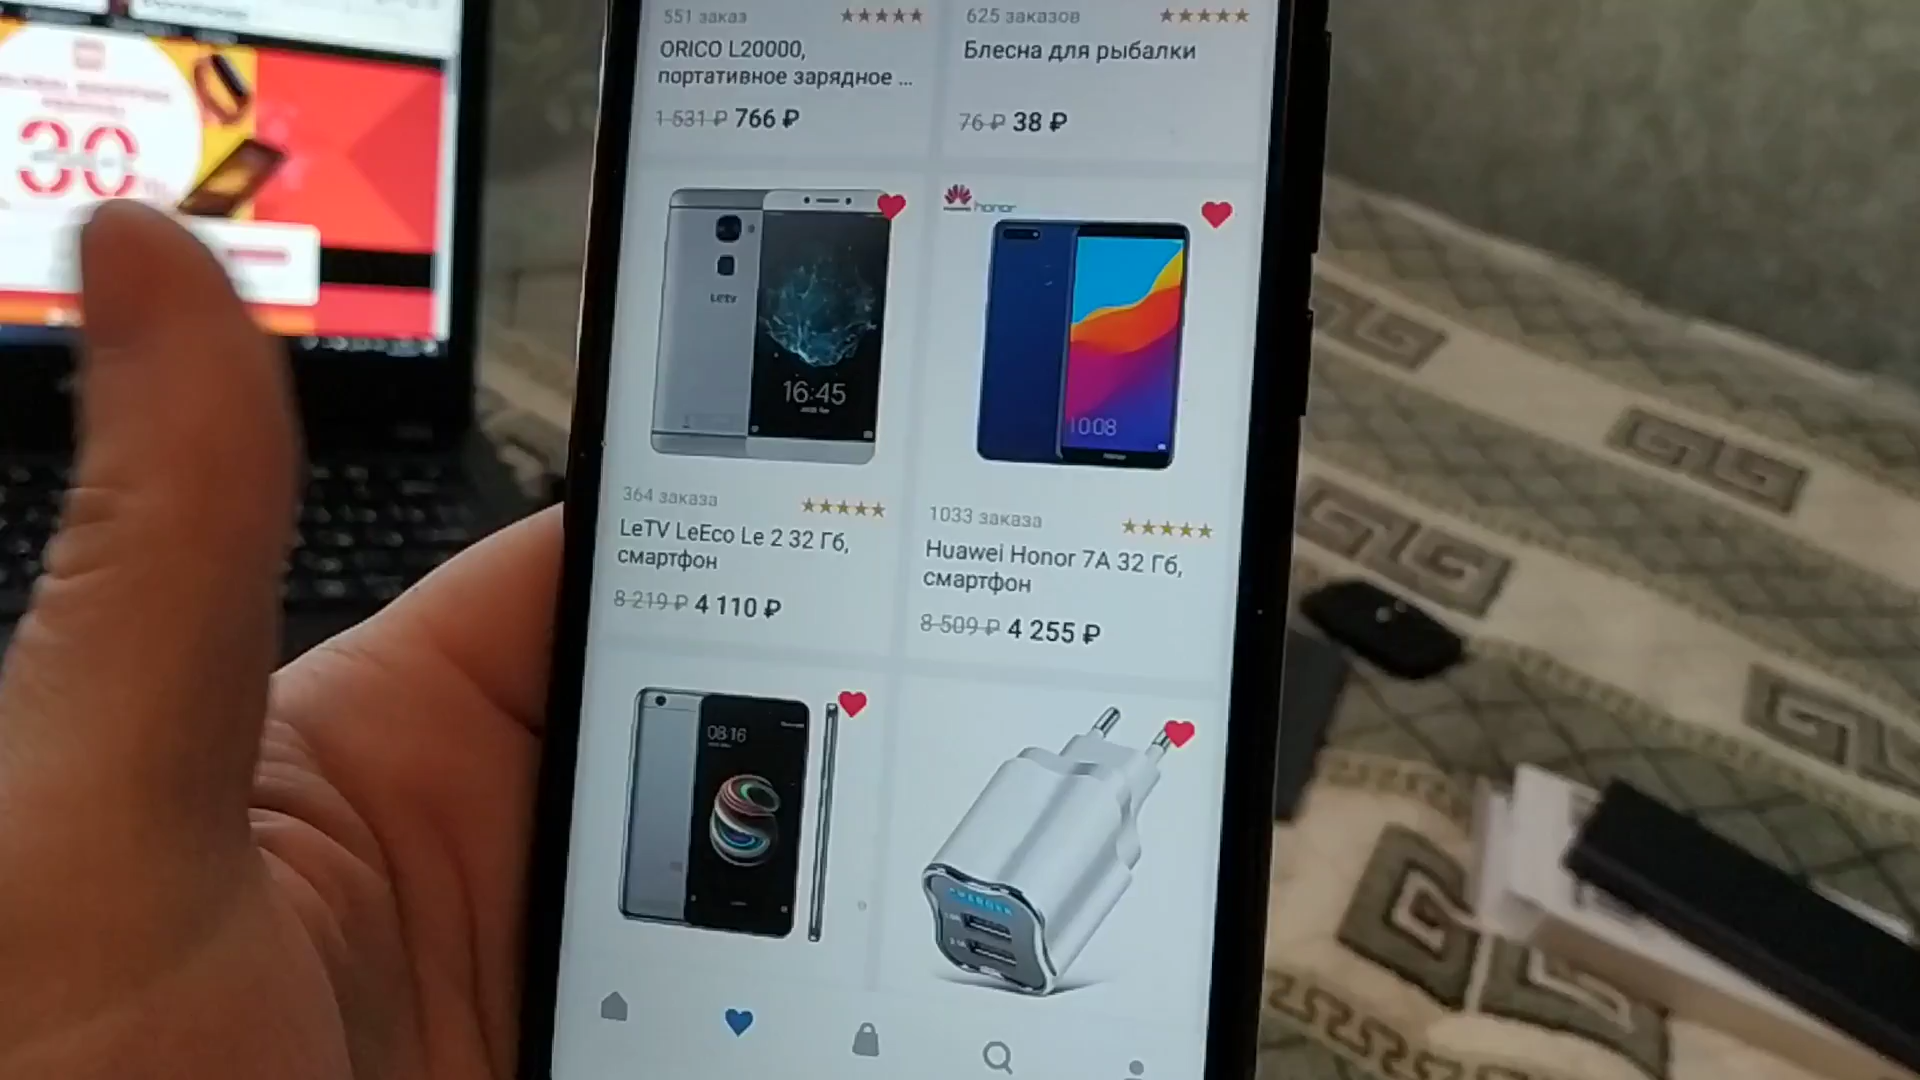 551 заказ
625 заказов
ORICO L20000,
портативное зарядное ...
Блесна для рыбалки
1 531 ₽ 766 ₽
76 ₽ 38 ₽
30
honor
LeTV
16:45
10:08
honor
364 заказа
1033 заказа
LeTV LeEco Le 2 32 Гб,
смартфон
Huawei Honor 7A 32 Гб,
смартфон
8 219 ₽ 4 110 ₽
8 509 ₽ 4 255 ₽
08:16